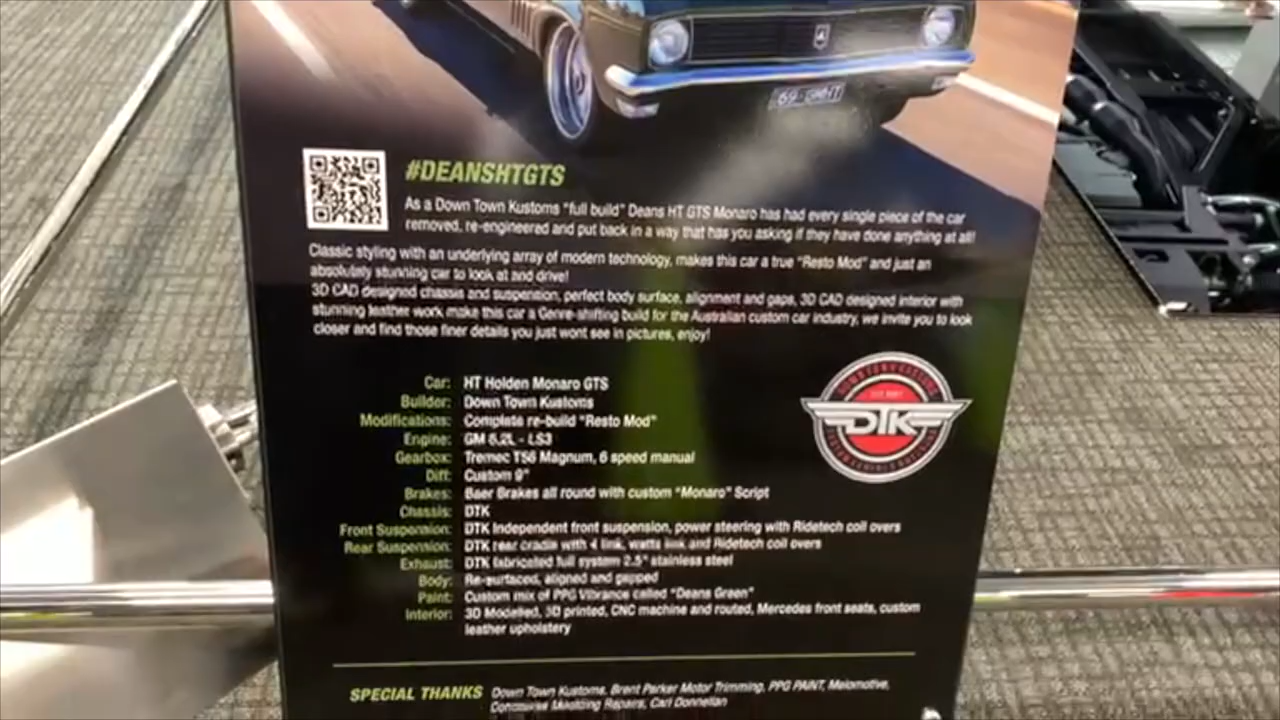 #DEANSHTGTS
As a Down Town Kustoms "full build" Deans HT GTS Monaro has had every single piece of the car
removed, re-engineered and put back in a way that has you asking if they have done anything at all!
Classic styling with an underlying array of modern technology, makes this car a true "Resto Mod" and just an
absolutely stunning car to look at and drive!
3D CAD designed chassis and suspension, perfect body surface, alignment and gaps, 3D CAD designed interior with
stunning leather work make this car a Genre-shifting build for the Australian custom car industry, we invite you to look
closer and find those finer details you just wont see in pictures, enjoy!
Car: HT Holden Monaro GTS
Builder: Down Town Kustoms
Modifications: Complete re-build "Resto Mod"
Engine: GM 6.2L - LS3
Gearbox: Tremec T56 Magnum, 6 speed manual
Diff: Custom 9"
Brakes: Baer Brakes all round with custom "Monaro" Script
Chassis: DTK
Front Suspension: DTK Independent front suspension, power steering with Ridetech coil overs
Rear Suspension: DTK rear cradle with 4 link, watts link and Ridetech coil overs
Exhaust: DTK fabricated full system 2.5" stainless steel
Body: Re-surfaced, aligned and gapped
Paint: Custom mix of PPG Vibrance called "Deans Green"
Interior: 3D Modelled, 3D printed, CNC machine and routed, Mercedes front seats, custom
leather upholstery
DOWN TOWN KUSTOMS
DTK
SPECIAL THANKS Down Town Kustoms, Brent Parker Motor Trimming, PPG PAINT, Melomotive,
Concourse Moulding Repairs, Carl Donnelan